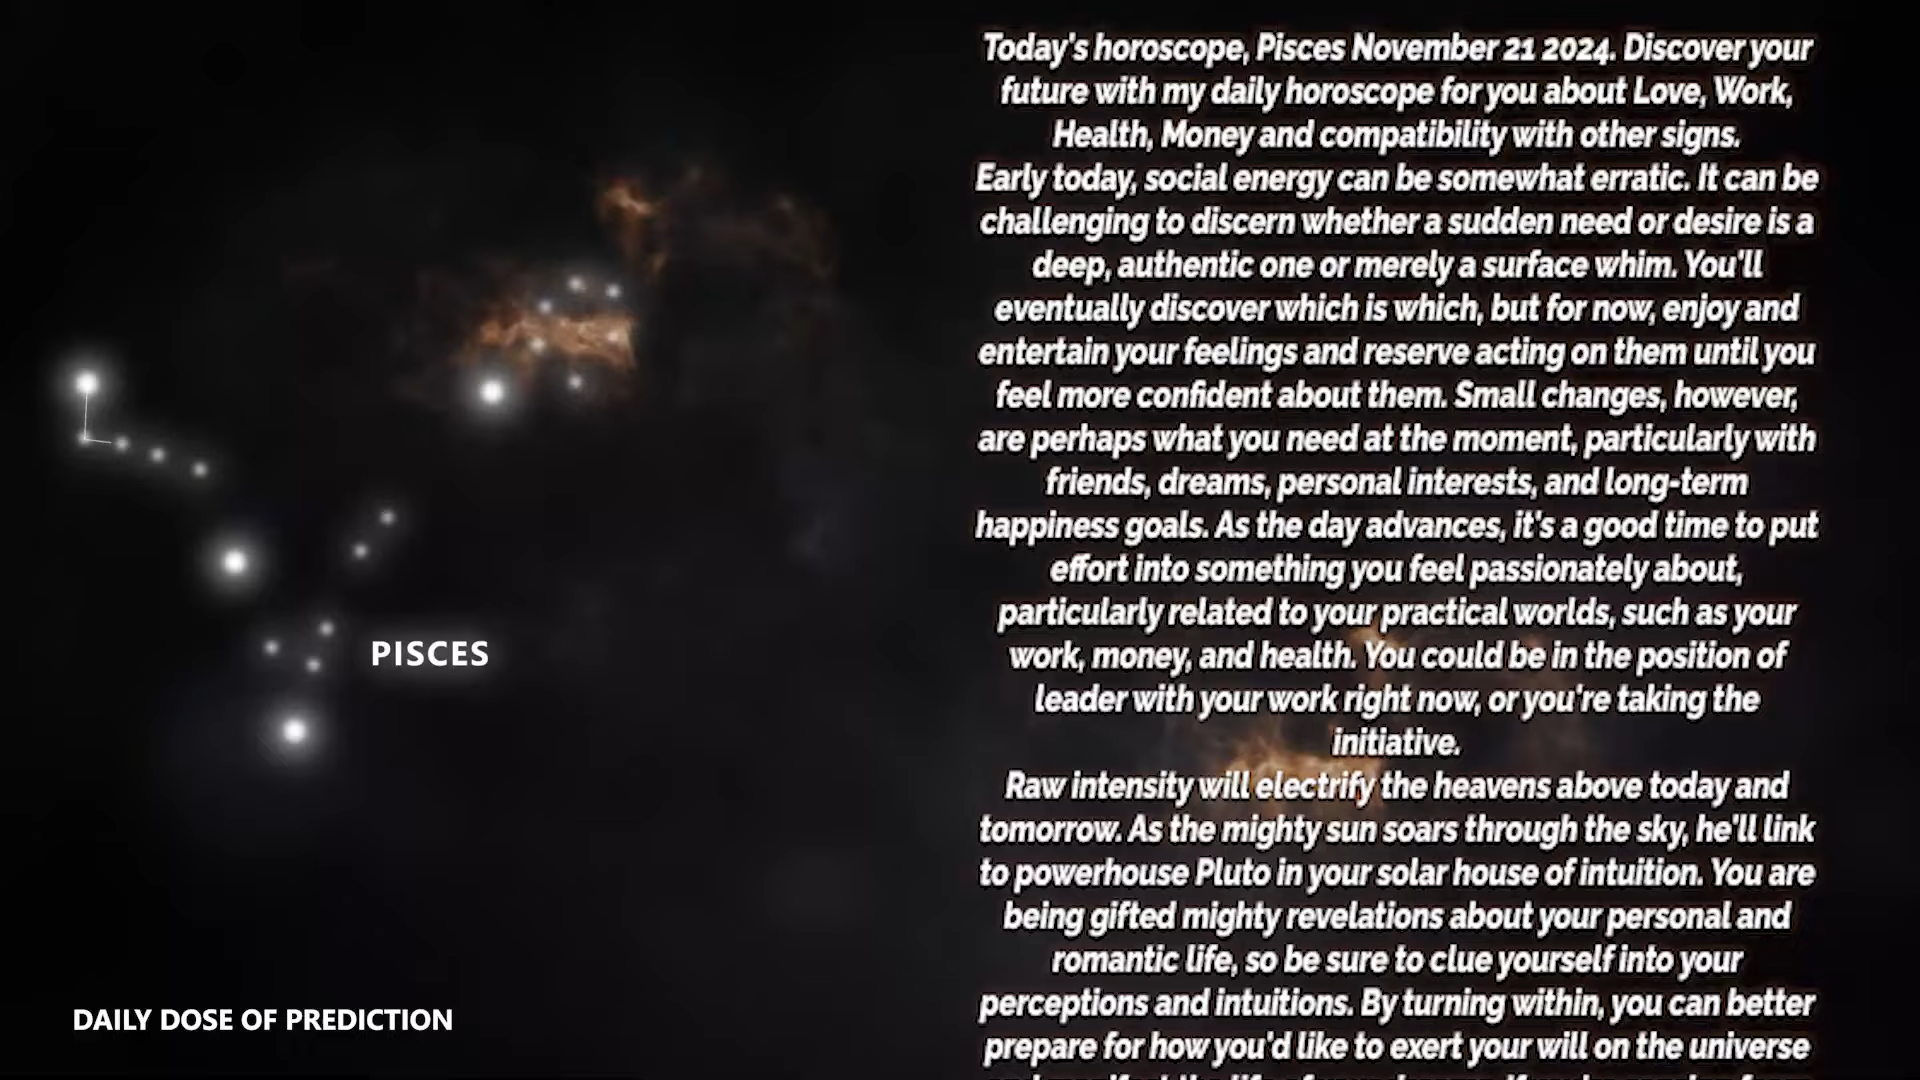 Today's horoscope, Pisces November 21 2024. Discover your
future with my daily horoscope for you about Love, Work,
Health, Money and compatibility with other signs.
Early today, social energy can be somewhat erratic. It can be
challenging to discern whether a sudden need or desire is a
deep, authentic one or merely a surface whim. You'll
eventually discover which is which, but for now, enjoy and
entertain your feelings and reserve acting on them until you
feel more confident about them. Small changes, however,
are perhaps what you need at the moment, particularly with
friends, dreams, personal interests, and long-term
happiness goals. As the day advances, it's a good time to put
effort into something you feel passionately about,
particularly related to your practical worlds, such as your
work, money, and health. You could be in the position of
leader with your work right now, or you're taking the
initiative.
Raw intensity will electrify the heavens above today and
tomorrow. As the mighty sun soars through the sky, he'll link
to powerhouse Pluto in your solar house of intuition. You are
being gifted mighty revelations about your personal and
romantic life, so be sure to clue yourself into your
perceptions and intuitions. By turning within, you can better
prepare for how you'd like to exert your will on the universe
PISCES
DAILY DOSE OF PREDICTION